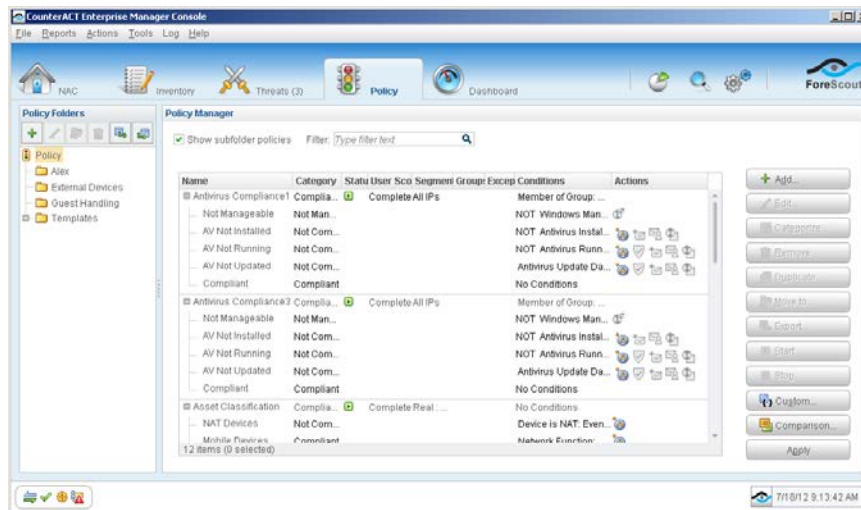 CounterACT Enterprise Manager Console
File Reports Actions Tools Log Help
NAC Inventory Threats (3) Policy Dashboard
ForeScout
Policy Folders
Policy
Alex
External Devices
Guest Handling
Templates
Policy Manager
Show subfolder policies Filter: Type filter text
Name Category Statu User Sco Segment Groups Excep Conditions Actions
Antivirus Compliance1 Complia... Complete All IPs Member of Group: ...
Not Manageable Not Man... NOT Windows Man...
AV Not Installed Not Com... NOT Antivirus Instal...
AV Not Running Not Com... NOT Antivirus Runn...
AV Not Updated Not Com... Antivirus Update Da...
Compliant Compliant No Conditions
Antivirus Compliance3 Complia... Complete All IPs Member of Group: ...
Not Manageable Not Man... NOT Windows Man...
AV Not Installed Not Com... NOT Antivirus Instal...
AV Not Running Not Com... NOT Antivirus Runn...
AV Not Updated Not Com... Antivirus Update Da...
Compliant Compliant No Conditions
Asset Classification Complia... Complete Real : ... No Conditions
NAT Devices Not Com... Device is NAT: Even...
Mobile Devices Compliant Network Function: ...
12 items (0 selected)
Add...
Edit...
Categorize...
Remove
Duplicate...
Move to...
Export...
Start
Stop
Custom...
Comparison...
Apply
7/18/12 9:13:42 AM